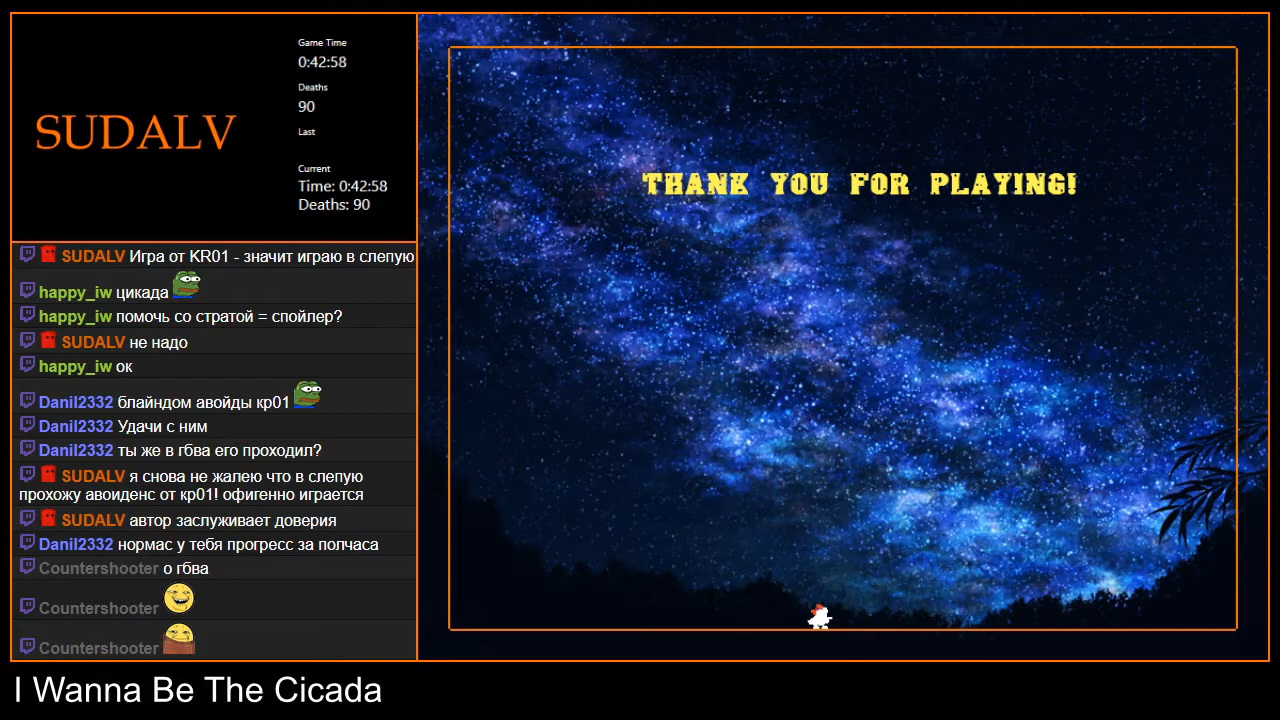 SUDALV
Game Time
0:42:58
Deaths
90
Last
Current
Time: 0:42:58
Deaths: 90
SUDALV Игра от KR01 - значит играю в слепую
happy_iw цикада
happy_iw помочь со стратой = спойлер?
SUDALV не надо
happy_iw ок
Danil2332 блайндом авойды кр01
Danil2332 Удачи с ним
Danil2332 ты же в гбва его проходил?
SUDALV я снова не жалею что в слепую
прохожу авоиденс от кр01! офигенно играется
SUDALV автор заслуживает доверия
Danil2332 нормас у тебя прогресс за полчаса
Countershooter о гбва
Countershooter
Countershooter
THANK YOU FOR PLAYING!
I Wanna Be The Cicada